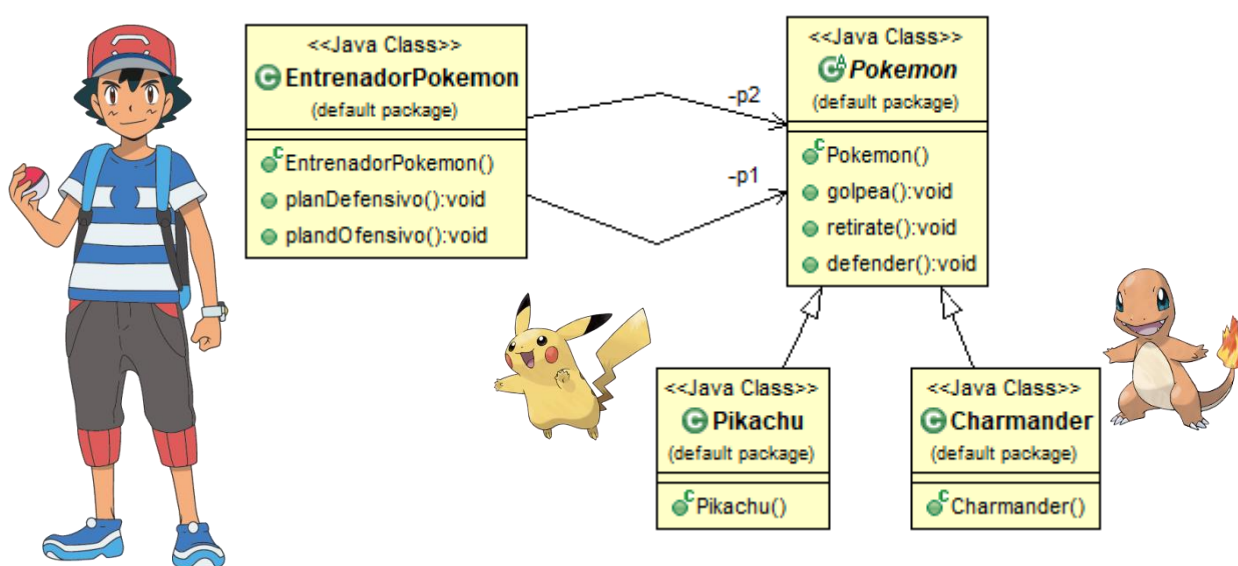 <<Java Class>>
EntrenadorPokemon
(default package)
EntrenadorPokemon()
planDefensivo():void
plandOfensivo():void
-p2
-p1
<<Java Class>>
Pokemon
(default package)
Pokemon()
golpea():void
retirate():void
defender():void
<<Java Class>>
Pikachu
(default package)
Pikachu()
<<Java Class>>
Charmander
(default package)
Charmander()